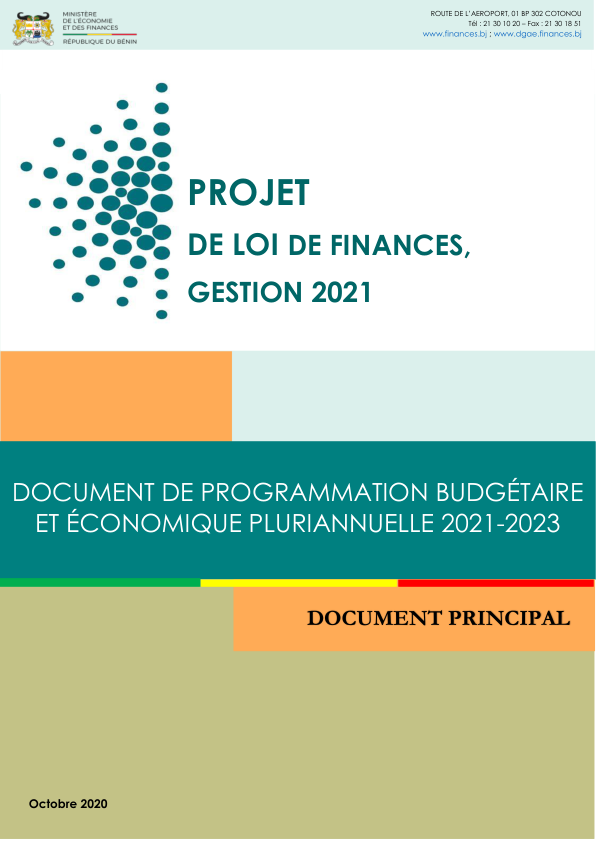 MINISTÈRE
DE L'ÉCONOMIE
ET DES FINANCES
RÉPUBLIQUE DU BÉNIN
ROUTE DE L'AEROPORT, 01 BP 302 COTONOU
Tél : 21 30 10 20 – Fax : 21 30 18 51
www.finances.bj ; www.dgae.finances.bj
PROJET
DE LOI DE FINANCES,
GESTION 2021
DOCUMENT DE PROGRAMMATION BUDGÉTAIRE
ET ÉCONOMIQUE PLURIANNUELLE 2021-2023
DOCUMENT PRINCIPAL
Octobre 2020